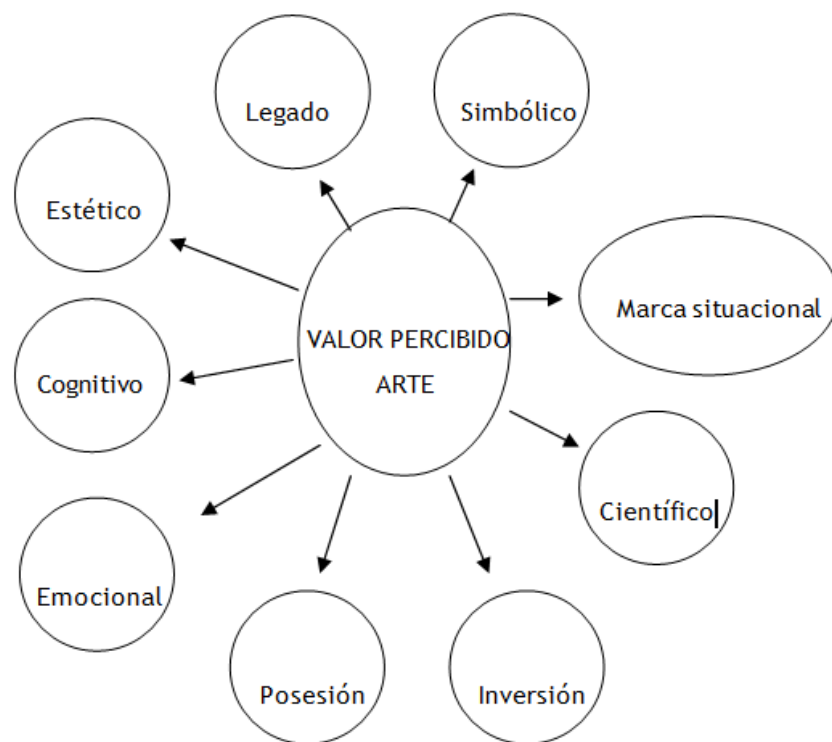 Legado
Simbólico
Estético
Marca situacional
VALOR PERCIBIDO
ARTE
Cognitivo
Científico
Emocional
Posesión
Inversión